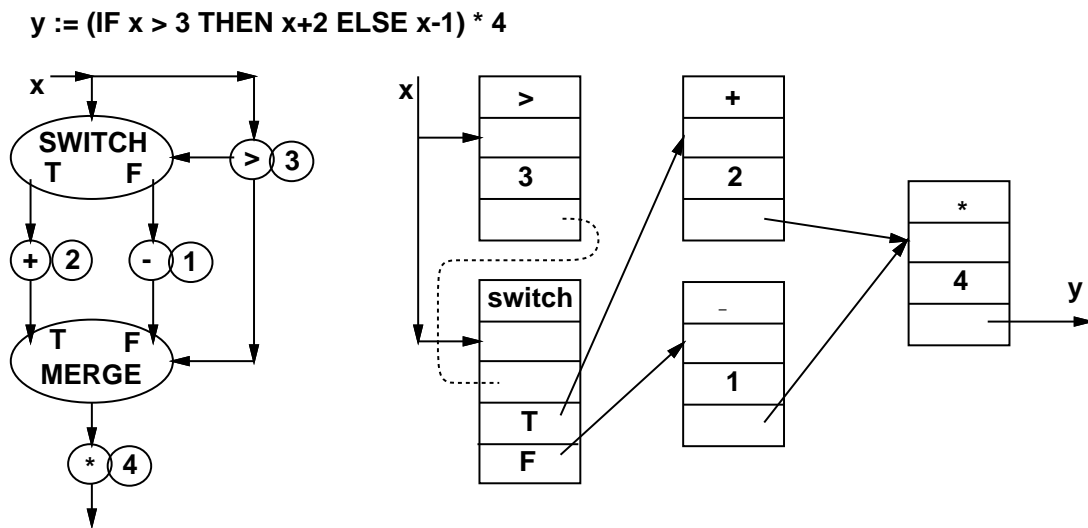 y := (IF x > 3 THEN x+2 ELSE x-1) * 4
x
SWITCH
T F
> 3
+ 2
- 1
T F
MERGE
* 4
x
>
3
switch
T
F
+
2
-
1
*
4
y